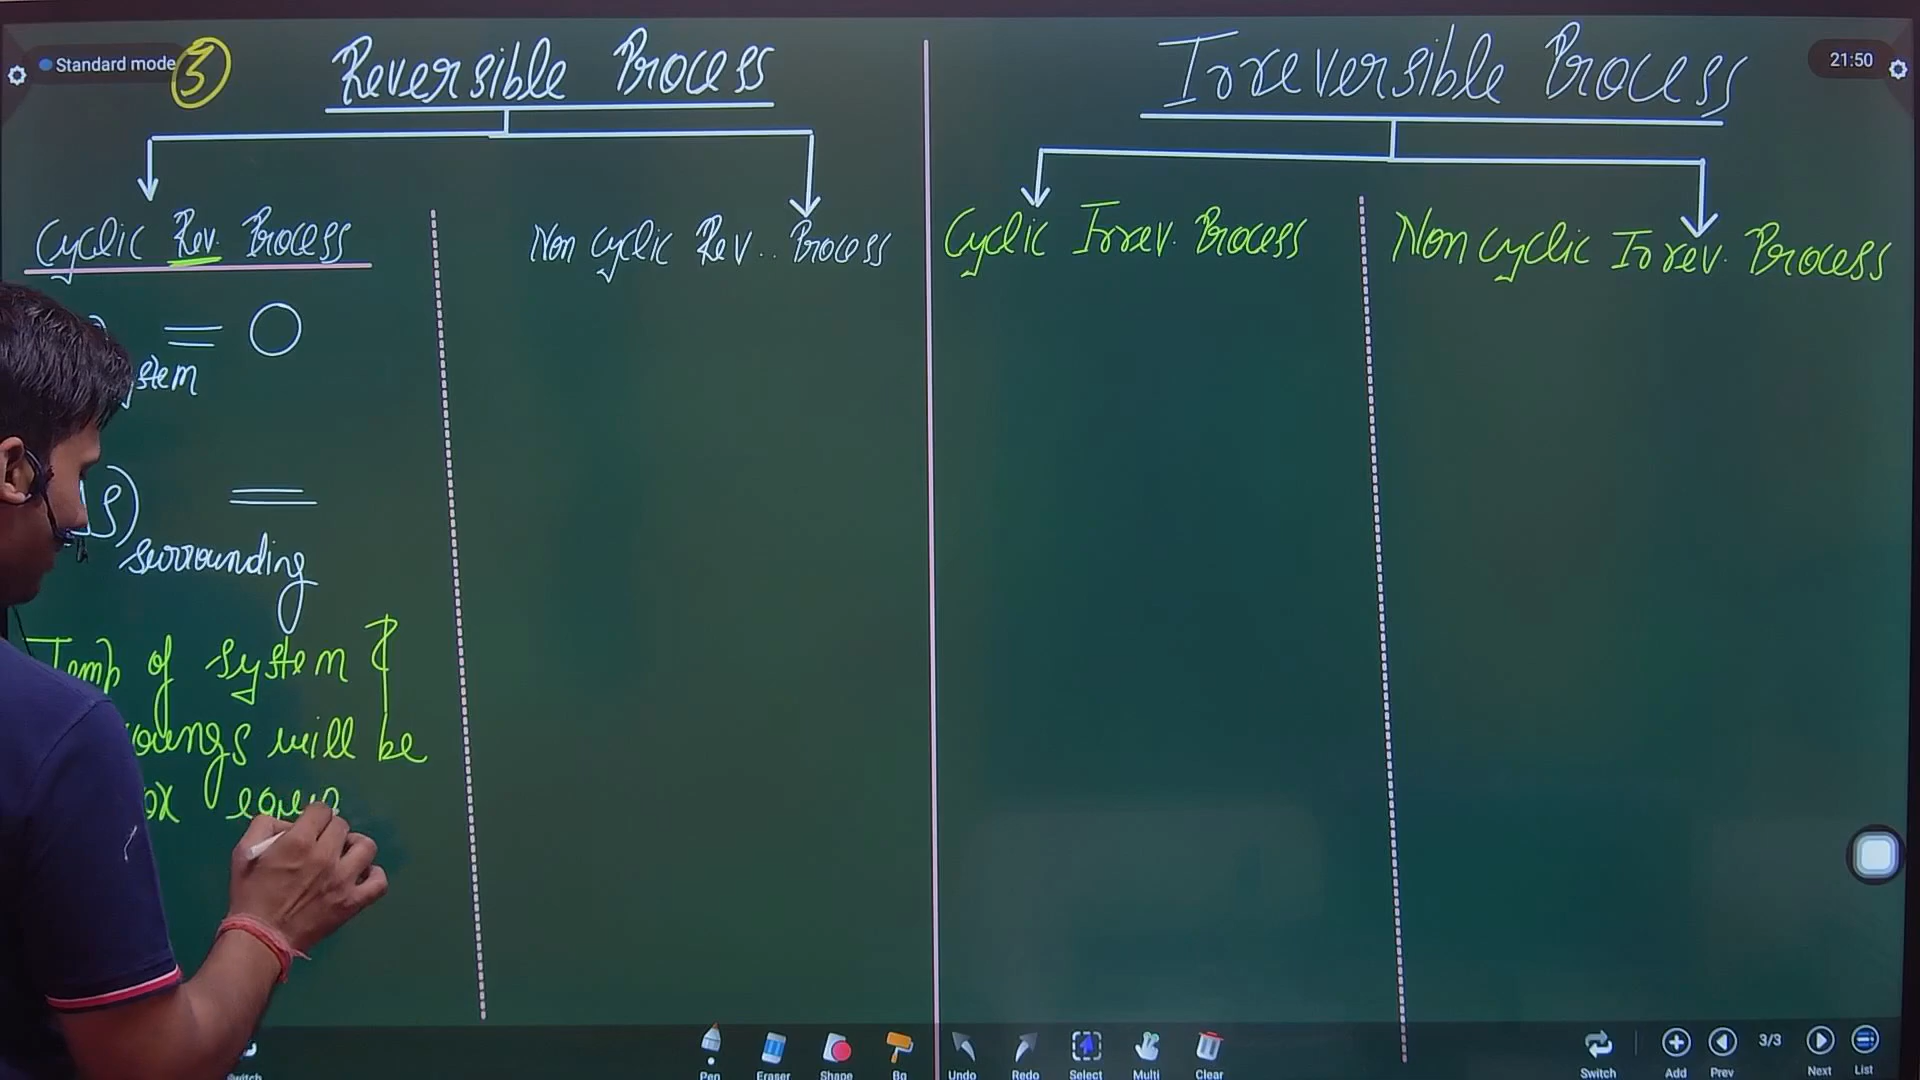 Standard mode
3
Reversible Process
Irreversible Process
21:50
Cyclic Rev. Process
Non Cyclic Rev.. Process
Cyclic Irrev. Process
Non cyclic Irrev. Process
= 0
stem
S) =
surrounding
Temp of system &
will be
Pen
Eraser
Shape
Bg
Undo
Redo
Select
Multi
Clear
Switch
Add
Prev
3/3
Next
List